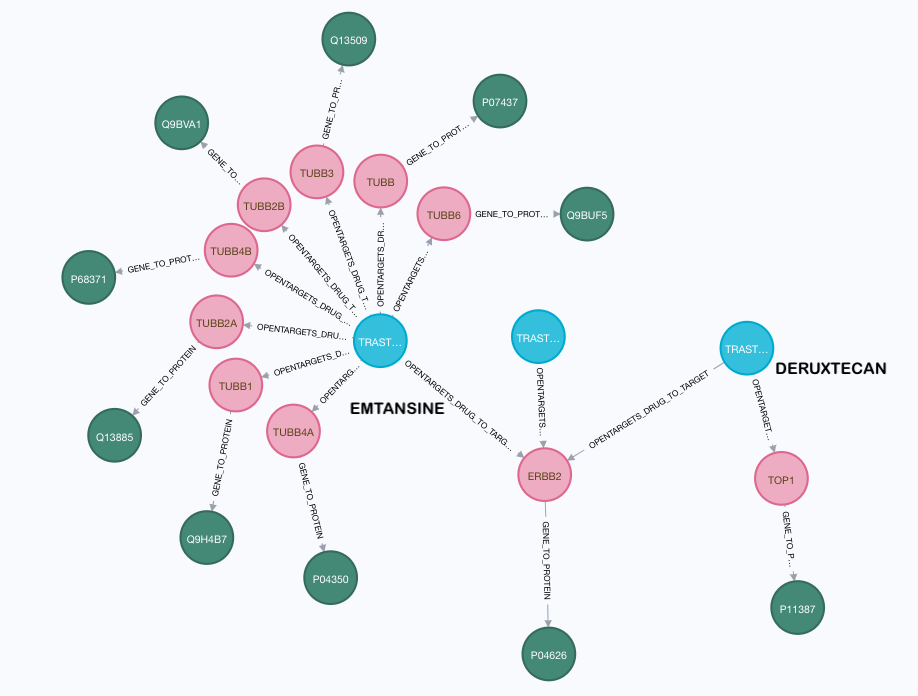 Q13509
P07437
Q9BVA1
GENE_TO_PR...
GENE_TO_PROT...
GENE_TO...
TUBB3
TUBB
TUBB2B
TUBB6
GENE_TO_PROT...
Q9BUF5
TUBB4B
P68371
GENE_TO_PROT...
OPENTARGETS_DRUG_T...
OPENTARGETS_DRUG_T...
OPENTARGETS_DR...
OPENTARGETS...
OPENTARGETS_DRUG...
TUBB2A
OPENTARGETS_DRU...
TRAST...
TRAST...
TRAST...
DERUXTECAN
GENE_TO_PROTEIN
TUBB1
OPENTARGETS_D...
OPENTARG...
EMTANSINE
OPENTARGETS_DRUG_TO_TARG...
OPENTARGETS...
OPENTARGETS_DRUG_TO_TARGET
OPENTARGET...
Q13885
TUBB4A
GENE_TO_PROTEIN
ERBB2
TOP1
Q9H4B7
GENE_TO_PROTEIN
GENE_TO_PROTEIN
GENE_TO_P...
P04350
P11387
P04626